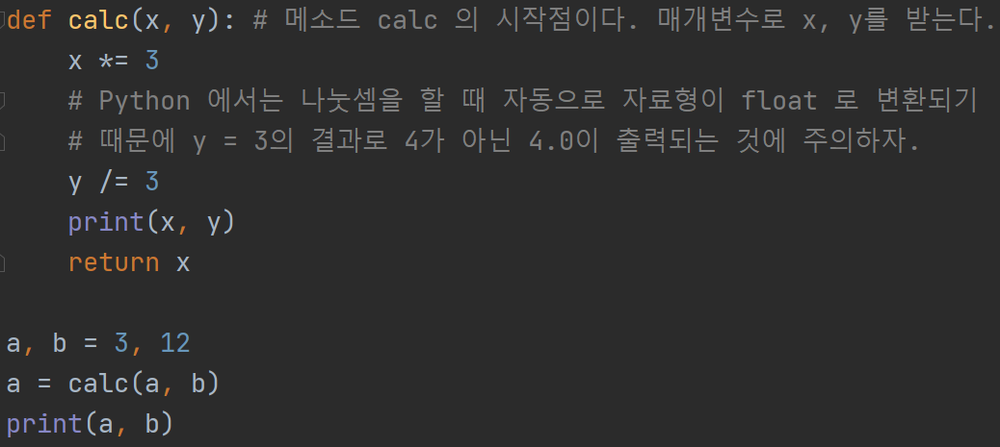 def calc(x, y): # 메소드 calc 의 시작점이다. 매개변수로 x, y를 받는다.
    x *= 3
    # Python 에서는 나눗셈을 할 때 자동으로 자료형이 float 로 변환되기
    # 때문에 y = 3의 결과로 4가 아닌 4.0이 출력되는 것에 주의하자.
    y /= 3
    print(x, y)
    return x

a, b = 3, 12
a = calc(a, b)
print(a, b)